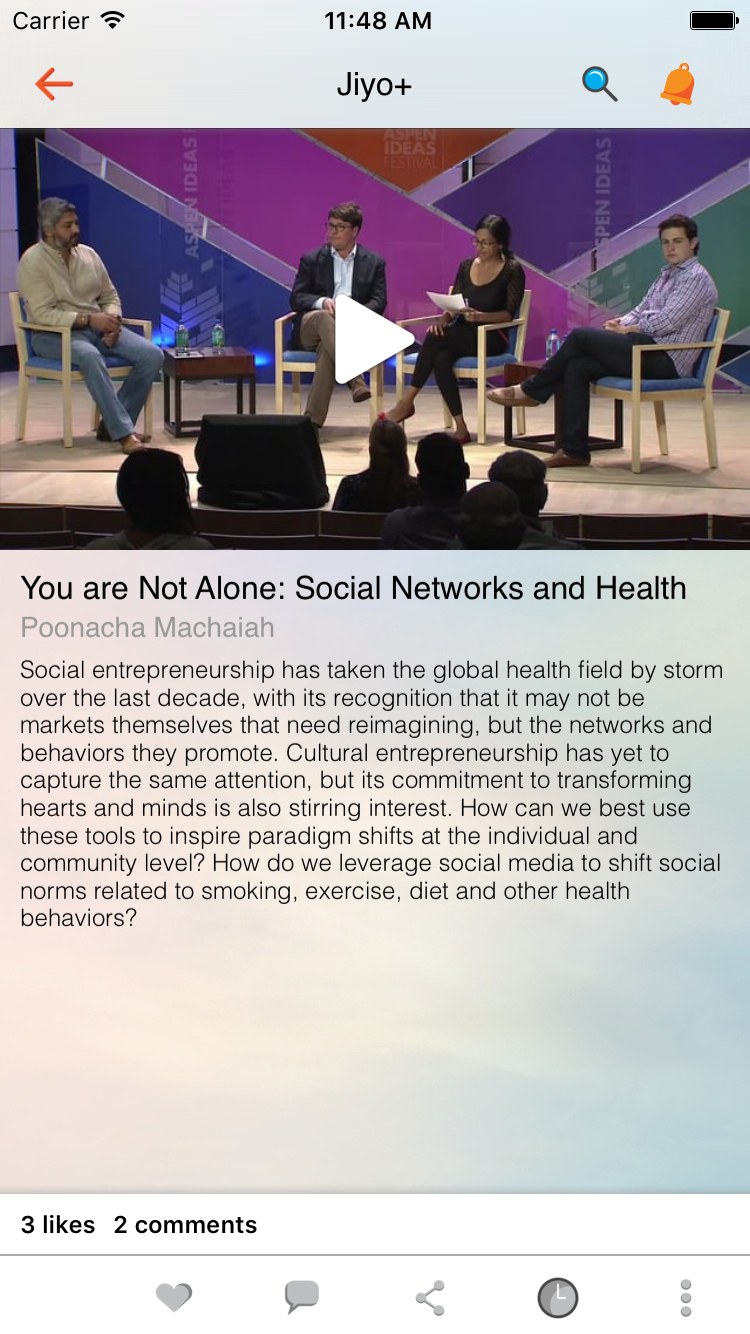 Carrier
11:48 AM
Jiyo+
ASPEN
IDEAS
FESTIVAL
ASPEN IDEAS
ASPEN IDEAS
You are Not Alone: Social Networks and Health
Poonacha Machaiah
Social entrepreneurship has taken the global health field by storm
over the last decade, with its recognition that it may not be
markets themselves that need reimagining, but the networks and
behaviors they promote. Cultural entrepreneurship has yet to
capture the same attention, but its commitment to transforming
hearts and minds is also stirring interest. How can we best use
these tools to inspire paradigm shifts at the individual and
community level? How do we leverage social media to shift social
norms related to smoking, exercise, diet and other health
behaviors?
3 likes 2 comments